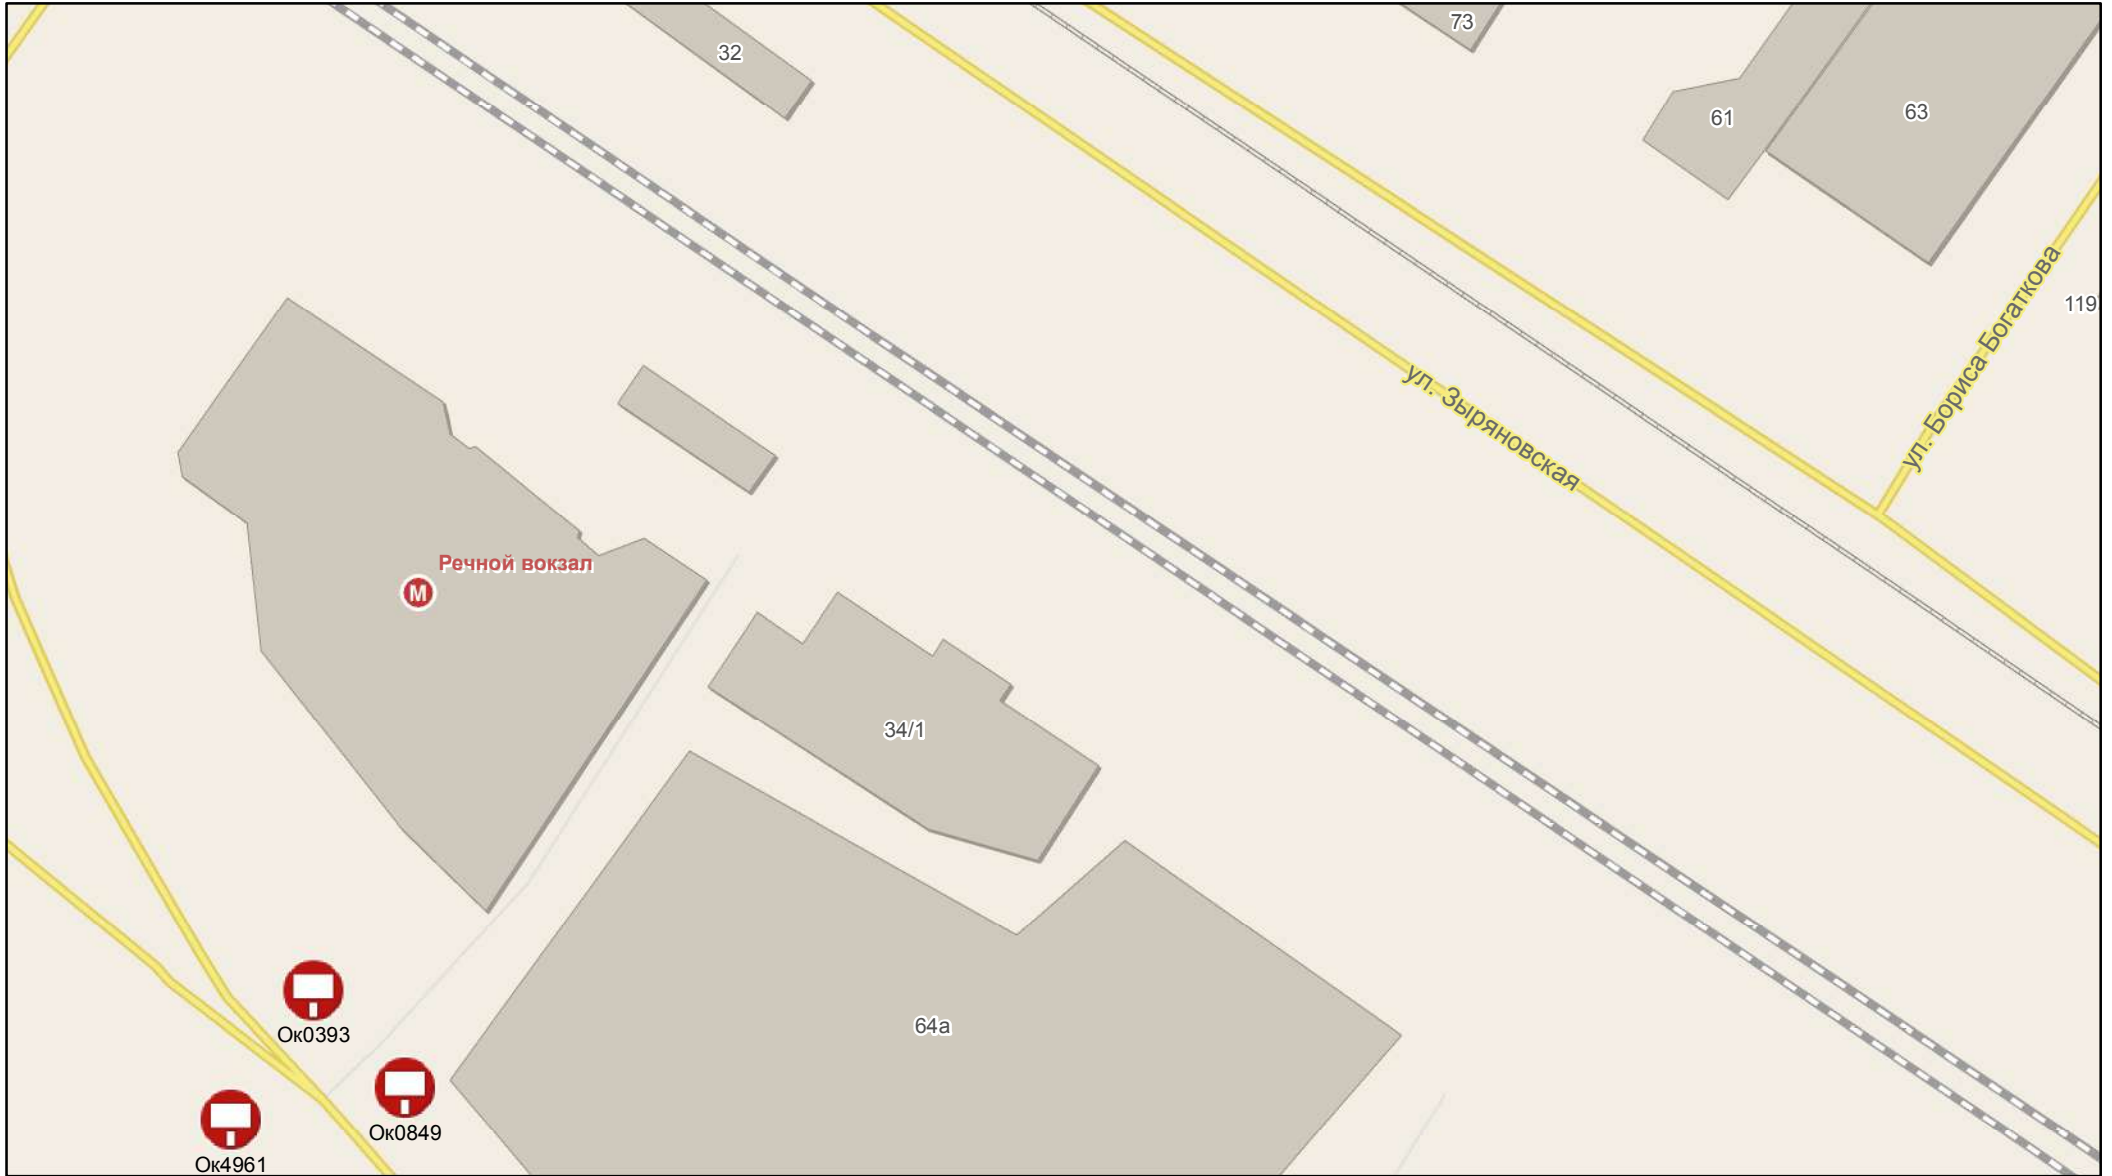 73
32
61
63
ул. Бориса Богаткова
119
ул. Зыряновская
Речной вокзал
М
34/1
64а
Ок0393
Ок0849
Ок4961